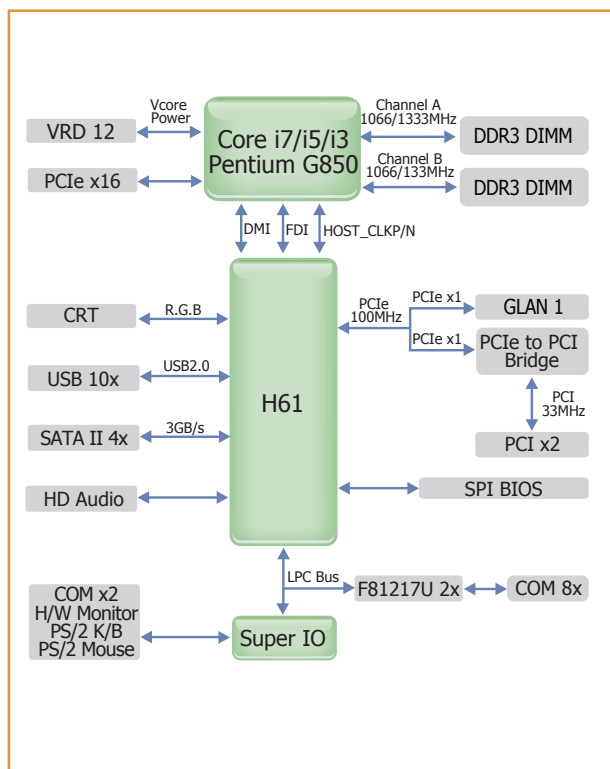 Vcore
Power
VRD 12
PCIe x16
Core i7/i5/i3
Pentium G850
Channel A
1066/1333MHz
DDR3 DIMM
Channel B
1066/133MHz
DDR3 DIMM
DMI
FDI
HOST_CLKP/N
CRT
R.G.B
USB 10x
USB2.0
SATA II 4x
3GB/s
HD Audio
H61
PCIe
100MHz
PCIe x1
GLAN 1
PCIe x1
PCIe to PCI
Bridge
PCI
33MHz
PCI x2
SPI BIOS
LPC Bus
F81217U 2x
COM 8x
COM x2
H/W Monitor
PS/2 K/B
PS/2 Mouse
Super IO